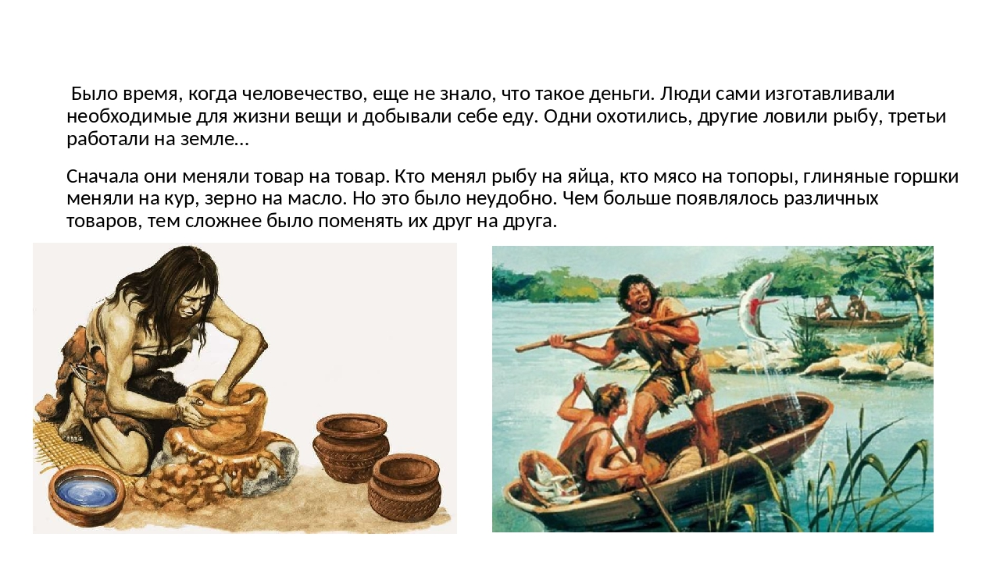 Было время, когда человечество, еще не знало, что такое деньги. Люди сами изготавливали
необходимые для жизни вещи и добывали себе еду. Одни охотились, другие ловили рыбу, третьи
работали на земле…
Сначала они меняли товар на товар. Кто менял рыбу на яйца, кто мясо на топоры, глиняные горшки
меняли на кур, зерно на масло. Но это было неудобно. Чем больше появлялось различных
товаров, тем сложнее было поменять их друг на друга.